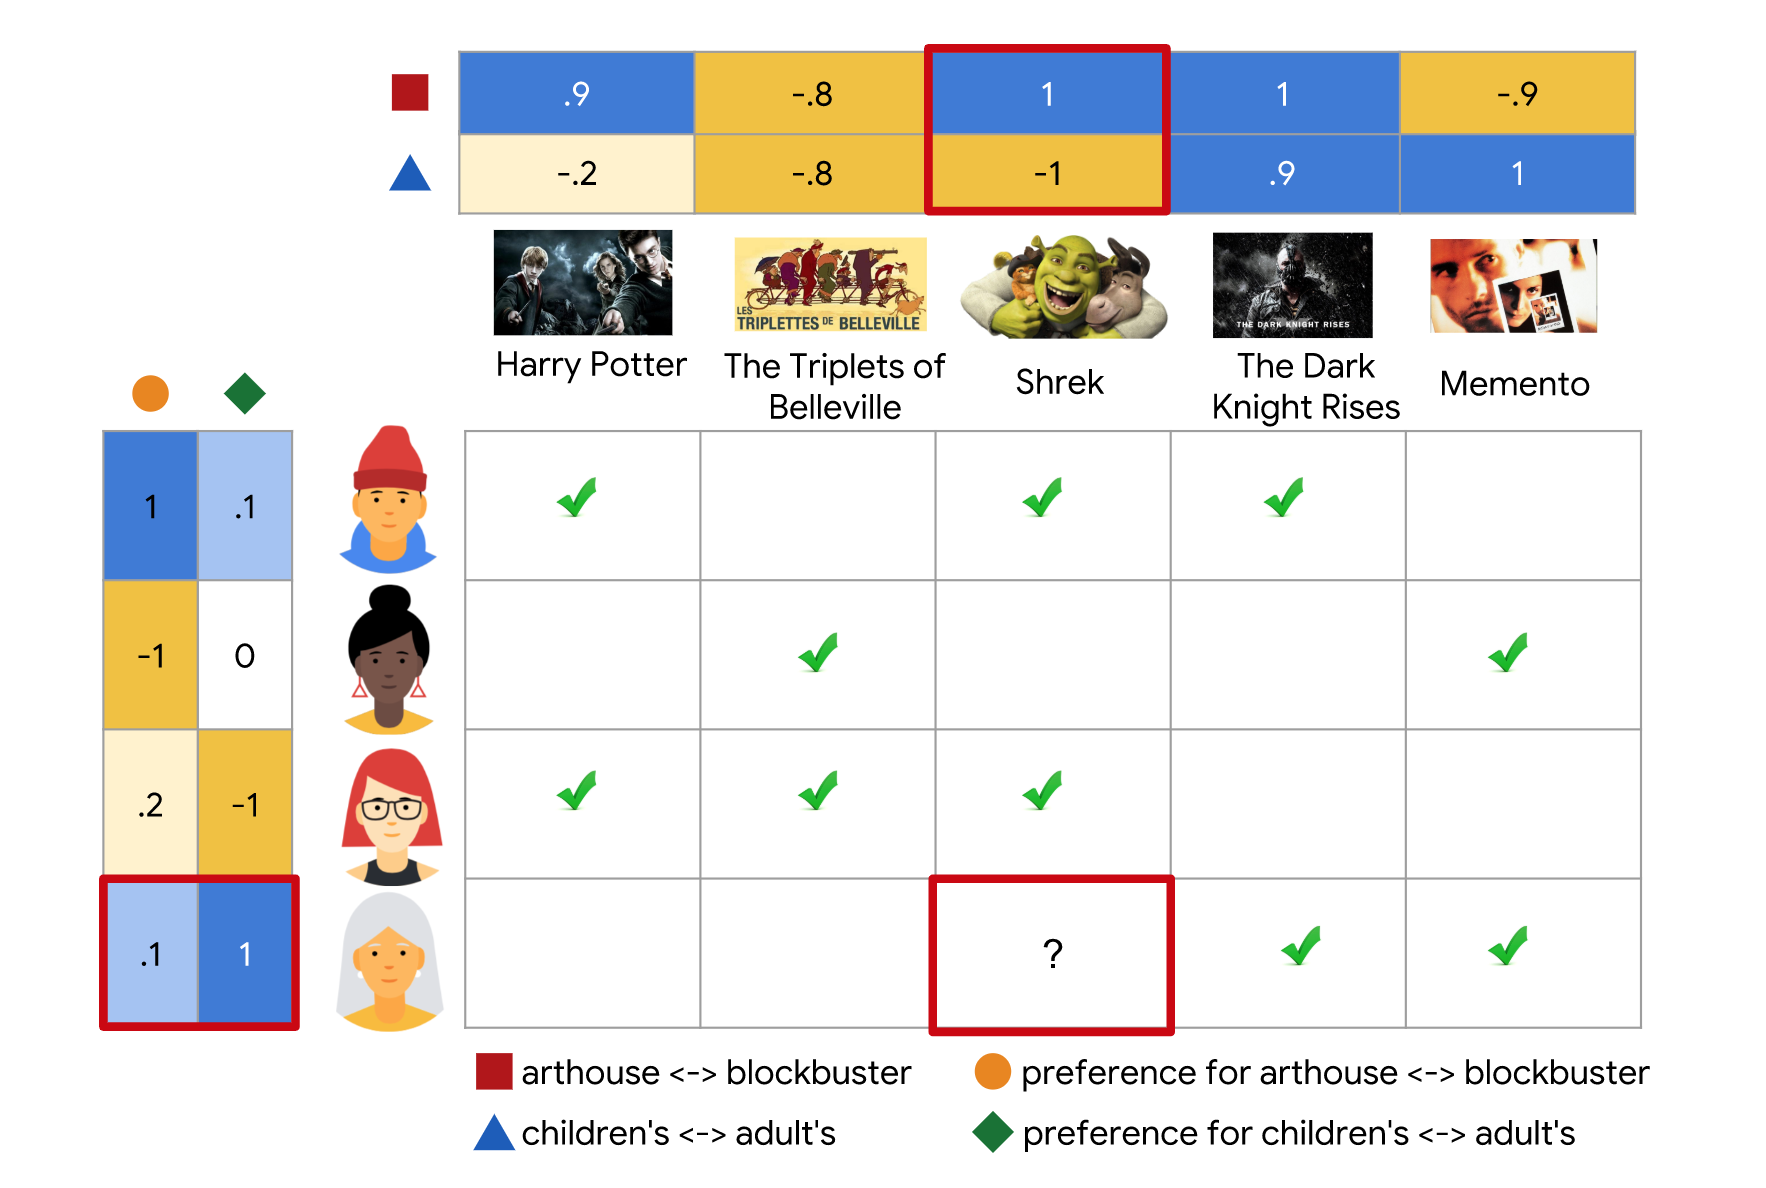 .9 -.8 1 1 -.9
-.2 -.8 -1 .9 1
LES
TRIPLETTES DE BELLEVILLE
THE DARK KNIGHT RISES
Harry Potter
The Triplets of
Belleville
Shrek
The Dark
Knight Rises
Memento
1 .1
-1 0
.2 -1
.1 1
?
arthouse <-> blockbuster
children's <-> adult's
preference for arthouse <-> blockbuster
preference for children's <-> adult's